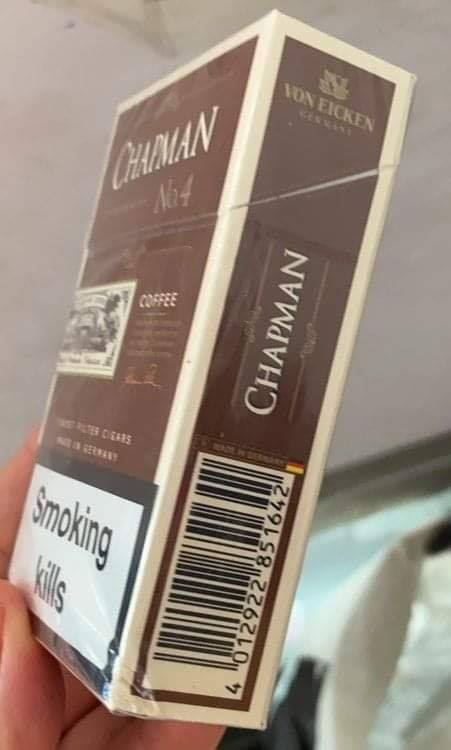 CHAPMAN
No.4
COFFEE
FINEST FILTER CIGARS
MADE IN GERMANY
Smoking
kills
VON EICKEN
GERMANY
CHAPMAN
MADE IN GERMANY
4 012922 851642